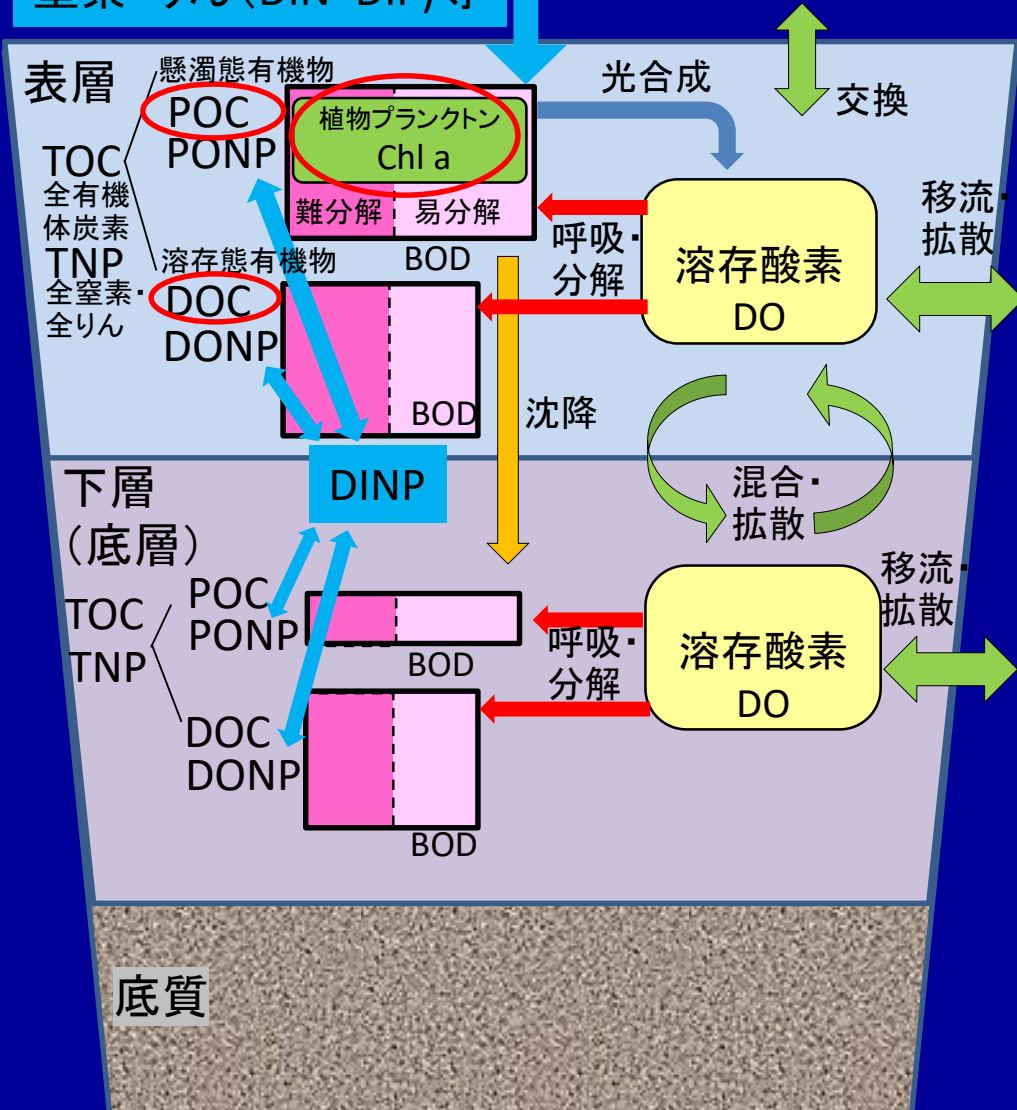 りん(DIN・DIP)等
表層
懸濁態有機物
POC
PONP
TOC
全有機
体炭素
TNP
全窒素・
全りん
溶存態有機物
DOC
DONP
植物プランクトン
Chl a
難分解
易分解
BOD
BOD
光合成
交換
呼吸・
分解
溶存酸素
DO
移流・
拡散
沈降
混合・
拡散
DINP
下層
（底層）
TOC
TNP
POC
PONP
DOC
DONP
BOD
BOD
呼吸・
分解
溶存酸素
DO
移流・
拡散
底質